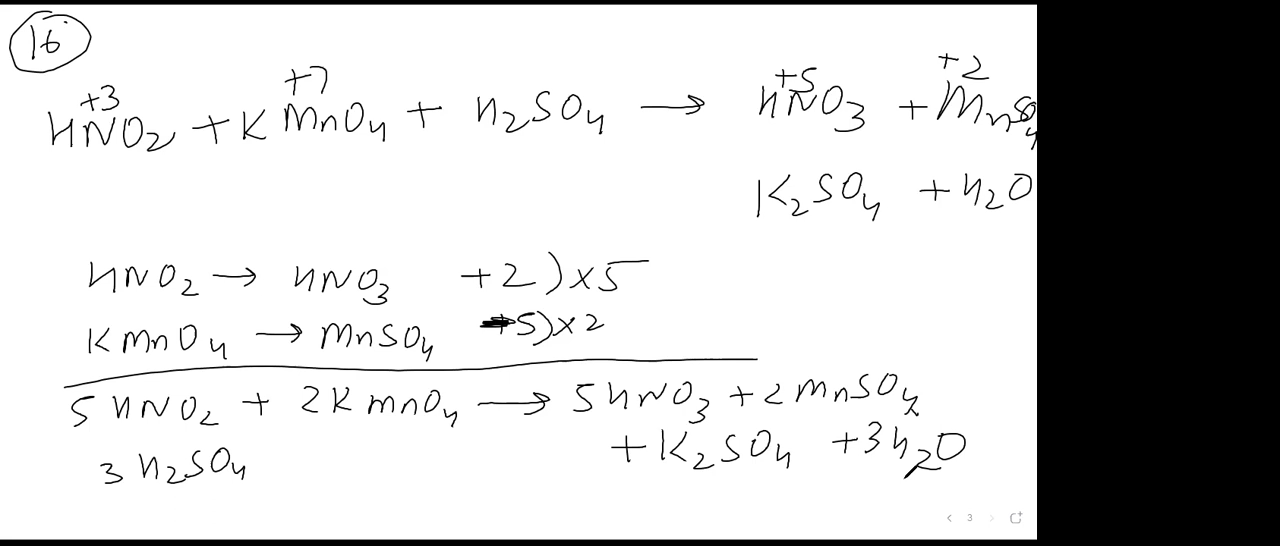 16
+3 +7 +5 +2
HNO2 + KMnO4 + H2SO4 → HNO3 + MnSO4
K2SO4 + H2O
HNO2 → HNO3 +2)×5
KMnO4 → MnSO4 -5)×2
5HNO2 + 2KMnO4 → 5HNO3 + 2MnSO4
3H2SO4 + K2SO4 + 3H2O
3